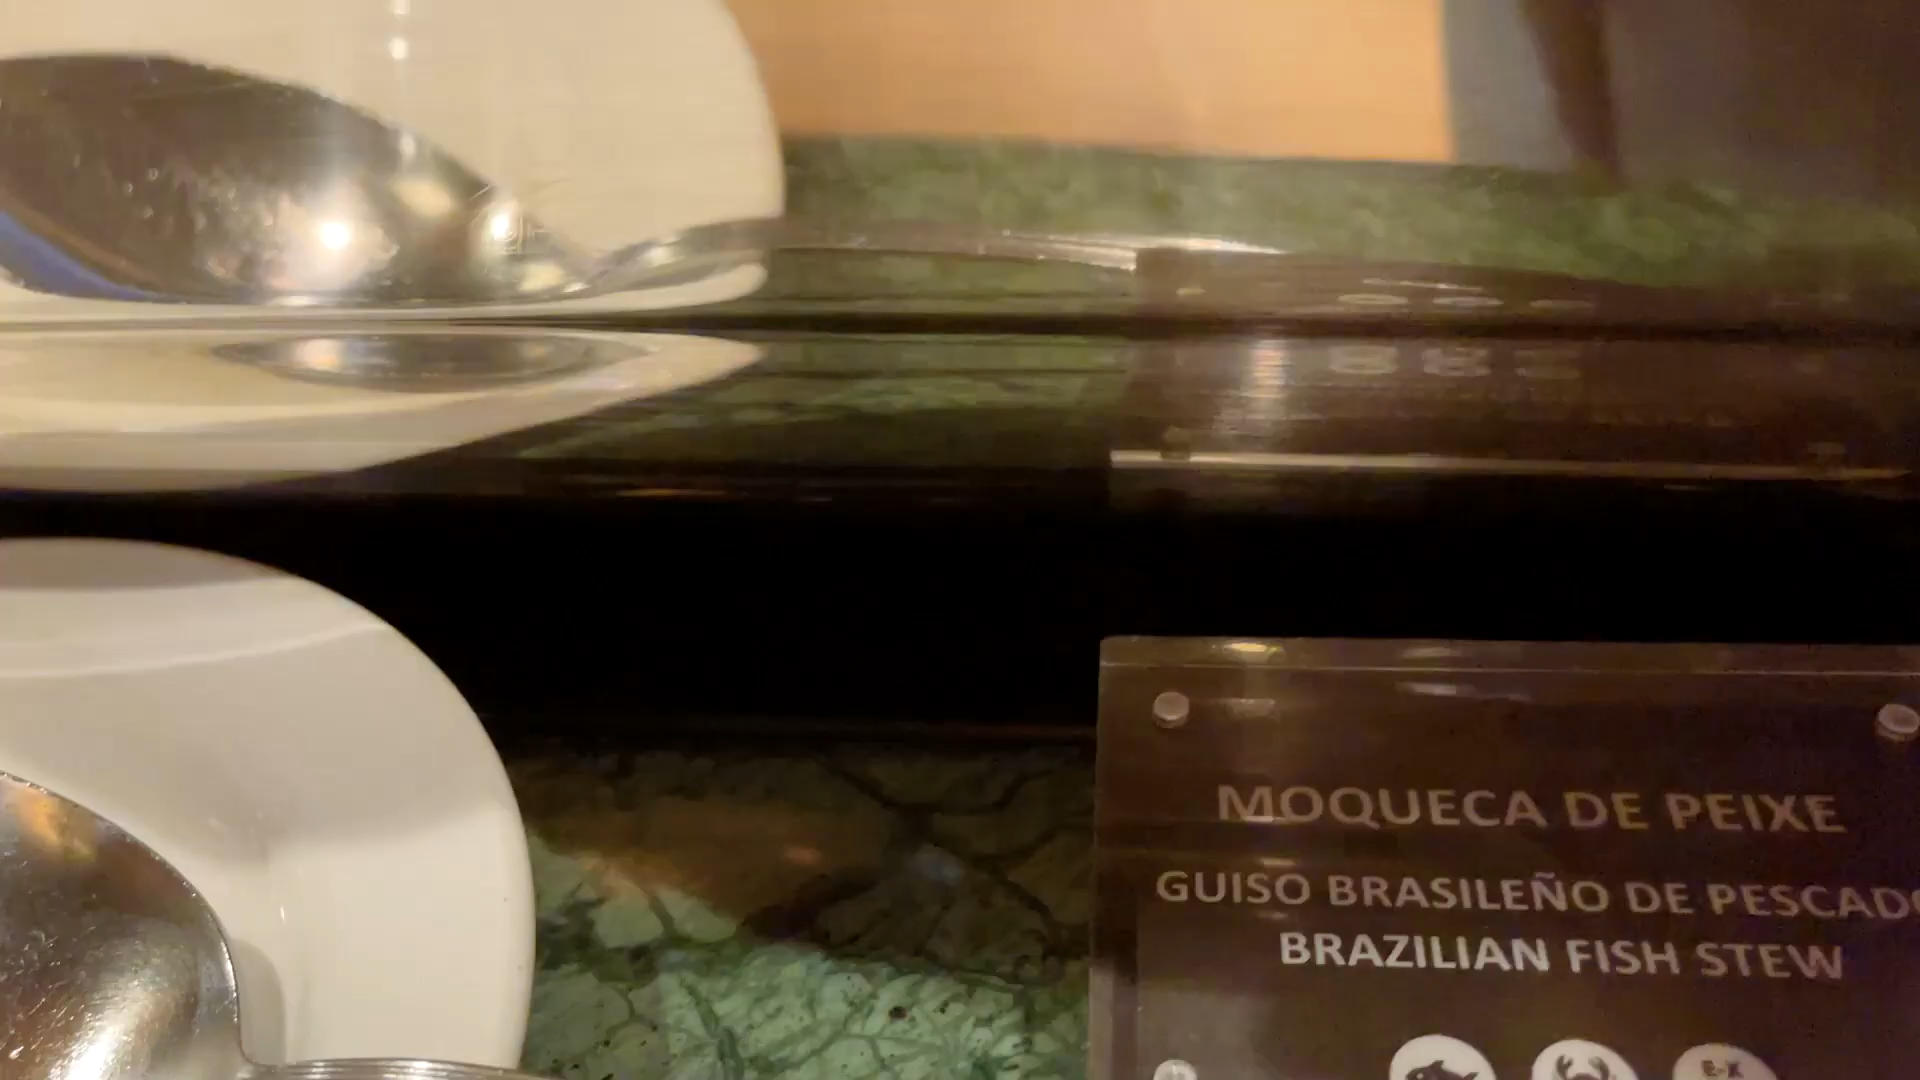 MOQUECA DE PEIXE
GUISO BRASILEÑO DE PESCADO
BRAZILIAN FISH STEW
E-X